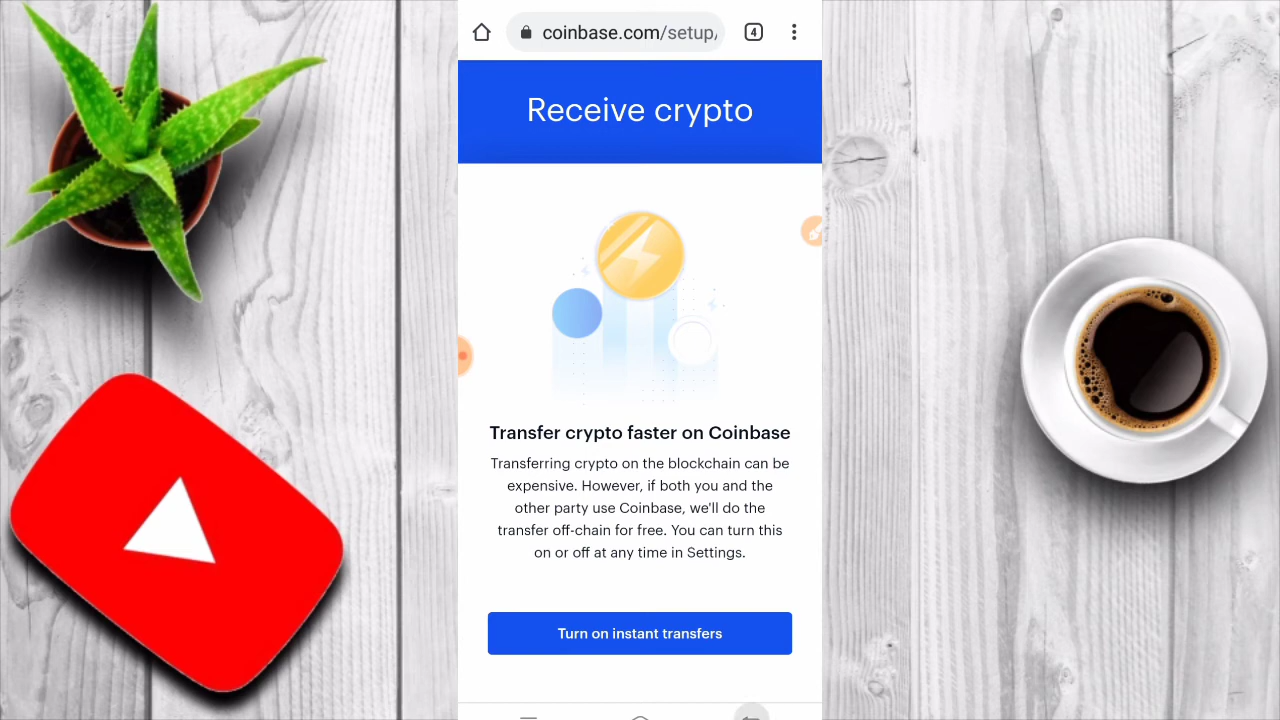 coinbase.com/setup/
4
Receive crypto
Transfer crypto faster on Coinbase
Transferring crypto on the blockchain can be
expensive. However, if both you and the
other party use Coinbase, we'll do the
transfer off-chain for free. You can turn this
on or off at any time in Settings.
Turn on instant transfers